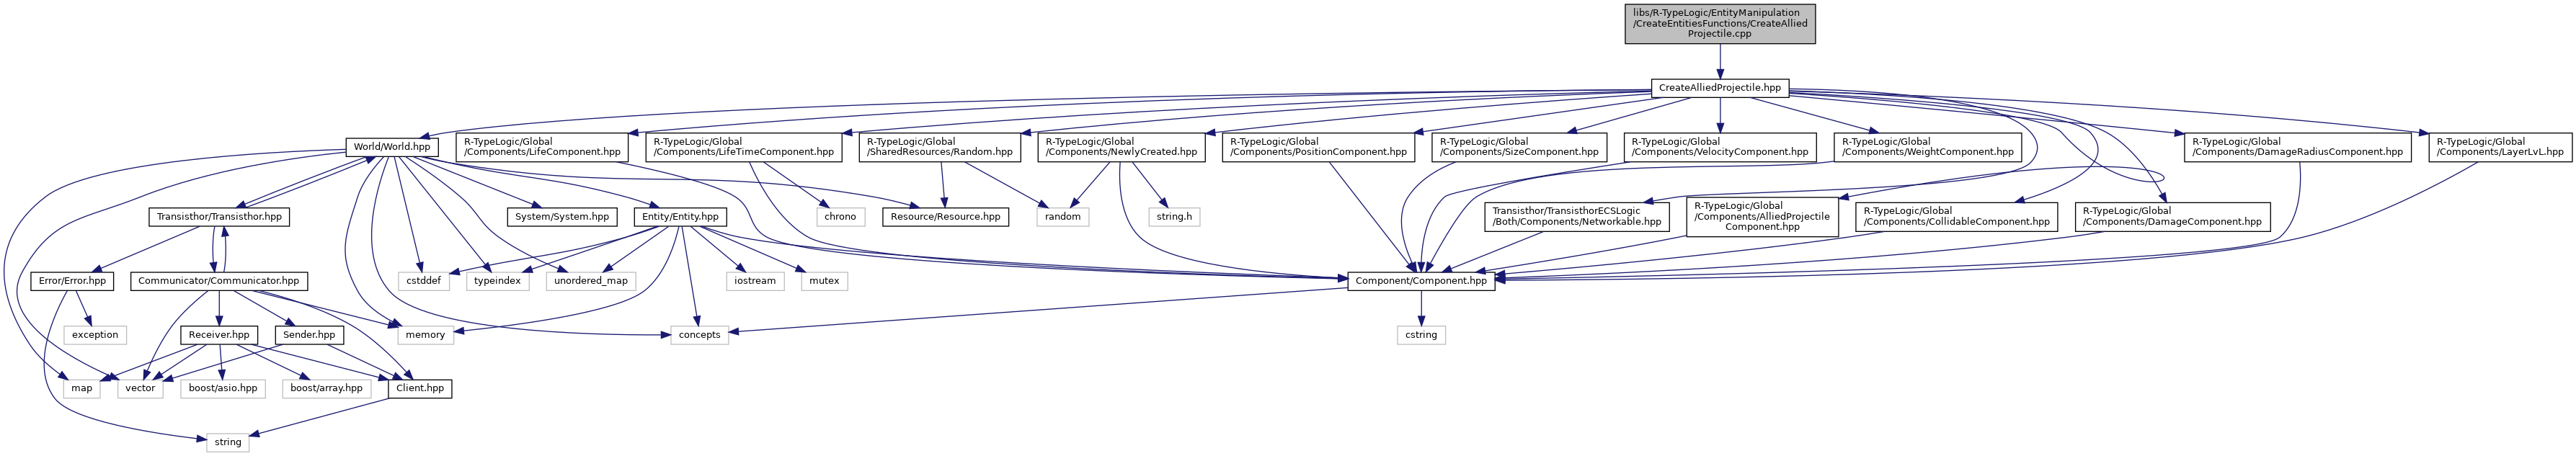 libs/R-TypeLogic/EntityManipulation
/CreateEntitiesFunctions/CreateAllied
Projectile.cpp
CreateAlliedProjectile.hpp
World/World.hpp
R-TypeLogic/Global
/Components/LifeComponent.hpp
R-TypeLogic/Global
/Components/LifeTimeComponent.hpp
R-TypeLogic/Global
/SharedResources/Random.hpp
R-TypeLogic/Global
/Components/NewlyCreated.hpp
R-TypeLogic/Global
/Components/PositionComponent.hpp
R-TypeLogic/Global
/Components/SizeComponent.hpp
R-TypeLogic/Global
/Components/VelocityComponent.hpp
R-TypeLogic/Global
/Components/WeightComponent.hpp
R-TypeLogic/Global
/Components/DamageRadiusComponent.hpp
R-TypeLogic/Global
/Components/LayerLvL.hpp
Transisthor/Transisthor.hpp
System/System.hpp
Entity/Entity.hpp
chrono
Resource/Resource.hpp
random
string.h
Transisthor/TransisthorECSLogic
/Both/Components/Networkable.hpp
R-TypeLogic/Global
/Components/AlliedProjectile
Component.hpp
R-TypeLogic/Global
/Components/CollidableComponent.hpp
R-TypeLogic/Global
/Components/DamageComponent.hpp
Error/Error.hpp
Communicator/Communicator.hpp
cstddef
typeindex
unordered_map
iostream
mutex
Component/Component.hpp
exception
Receiver.hpp
Sender.hpp
memory
concepts
cstring
map
vector
boost/asio.hpp
boost/array.hpp
Client.hpp
string